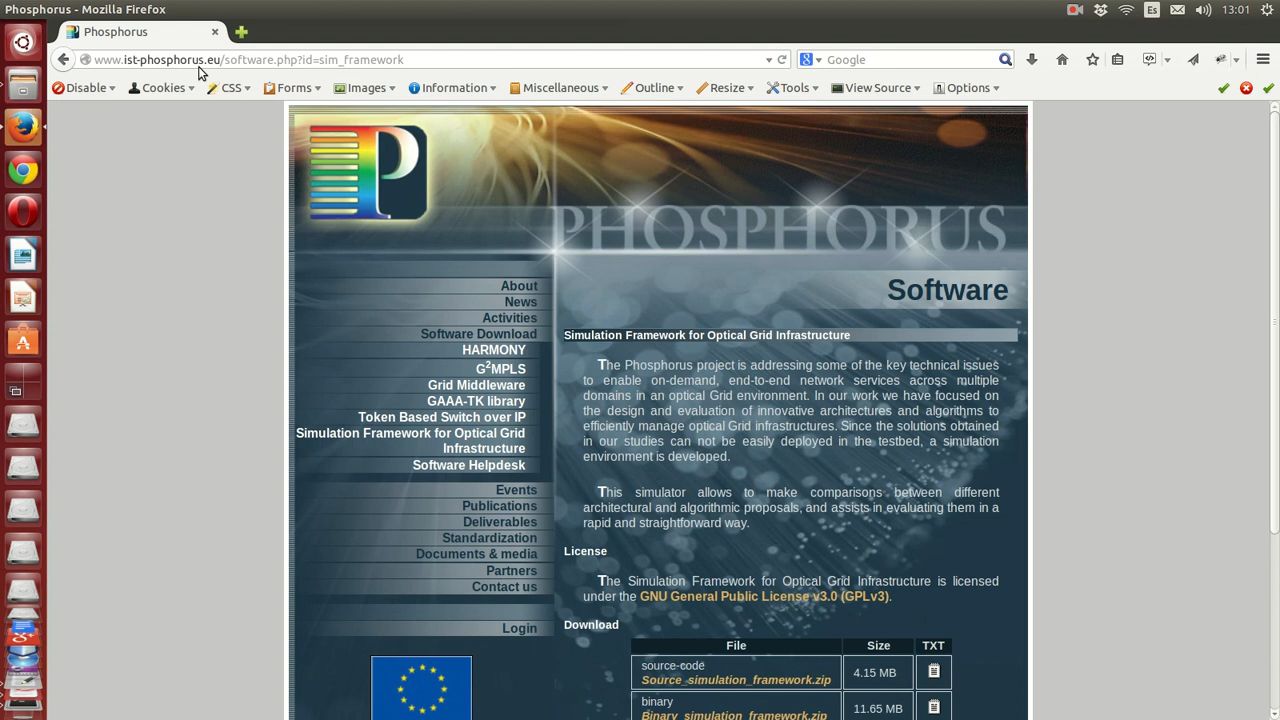 Phosphorus - Mozilla Firefox
Es
13:01
Phosphorus
www.ist-phosphorus.eu/software.php?id=sim_framework
Google
Disable
Cookies
CSS
Forms
Images
Information
Miscellaneous
Outline
Resize
Tools
View Source
Options
P
PHOSPHORUS
Software
About
News
Activities
Software Download
HARMONY
G2MPLS
Grid Middleware
GAAA-TK library
Token Based Switch over IP
Simulation Framework for Optical Grid
Infrastructure
Software Helpdesk
Events
Publications
Deliverables
Standardization
Documents & media
Partners
Contact us
Login
Simulation Framework for Optical Grid Infrastructure
The Phosphorus project is addressing some of the key technical issues
to enable on-demand, end-to-end network services across multiple
domains in an optical Grid environment. In our work we have focused on
the design and evaluation of innovative architectures and algorithms to
efficiently manage optical Grid infrastructures. Since the solutions obtained
in our studies can not be easily deployed in the testbed, a simulation
environment is developed.
This simulator allows to make comparisons between different
architectural and algorithmic proposals, and assists in evaluating them in a
rapid and straightforward way.
License
The Simulation Framework for Optical Grid Infrastructure is licensed
under the GNU General Public License v3.0 (GPLv3).
Download
File Size TXT
source-code
Source_simulation_framework.zip
4.15 MB
binary
Binary_simulation_framework.zip
11.65 MB